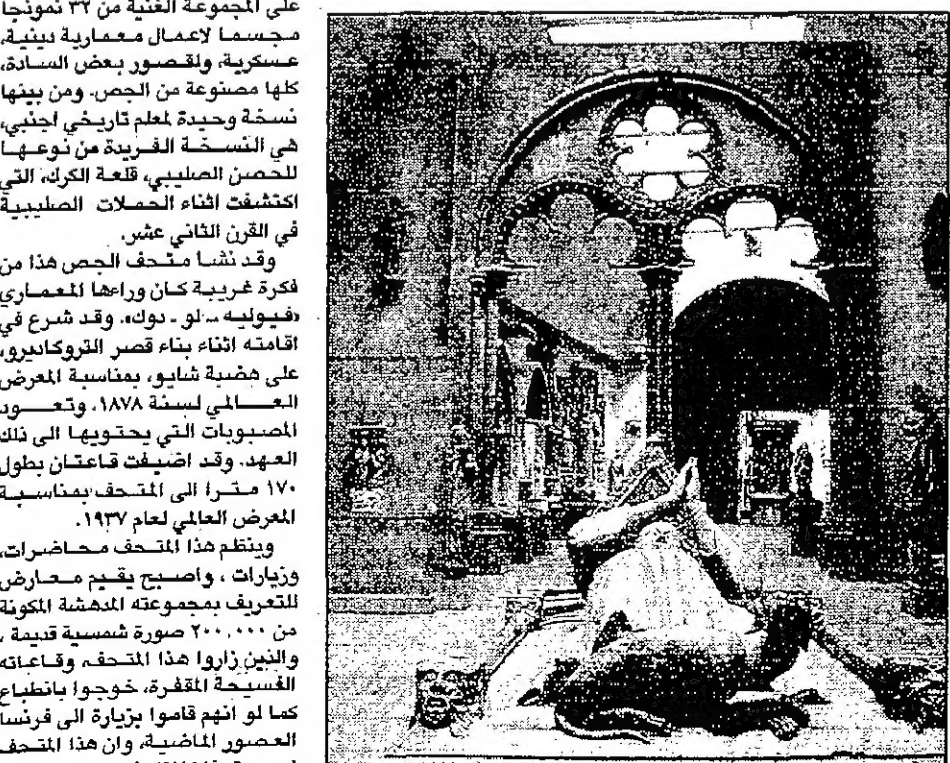 على المجموعة الغنية من ٣٢ نموذجا
مجسما لاعمال معمارية دينية،
عسكرية، ولقصور بعض السادة،
كلها مصنوعة من الجص. ومن بينها
نسخة وحيدة لمعلم تاريخي اجنبي،
هي النسخة الفريدة من نوعها
للحصن الصليبي، قلعة الكرك، التي
اكتشفت اثناء الحملات الصليبية
في القرن الثاني عشر.
وقد نشأ متحف الجص هذا من
فكرة غريبة كان وراءها المعماري
«فيوليه ـ لو ـ دوك». وقد شرع في
اقامته اثناء بناء قصر التروكاديرو،
على هضبة شايو، بمناسبة المعرض
العالمي لسنة ١٨٧٨. وتعود
المصبوبات التي يحتويها الى ذلك
العهد. وقد اضيفت قاعتان بطول
١٧٠ مترا الى المتحف بمناسبة
المعرض العالمي لعام ١٩٣٧.
وينظم هذا المتحف محاضرات،
وزيارات ، واصبح يقيم معارض
للتعريف بمجموعته المدهشة المكونة
من ٢٠٠,٠٠٠ صورة شمسية قديمة ،
والذين زاروا هذا المتحف وقاعاته
الفسيحة المقفرة، خوجوا بانطباع
كما لو انهم قاموا بزيارة الى فرنسا
العصور الماضية، وان هذا المتحف